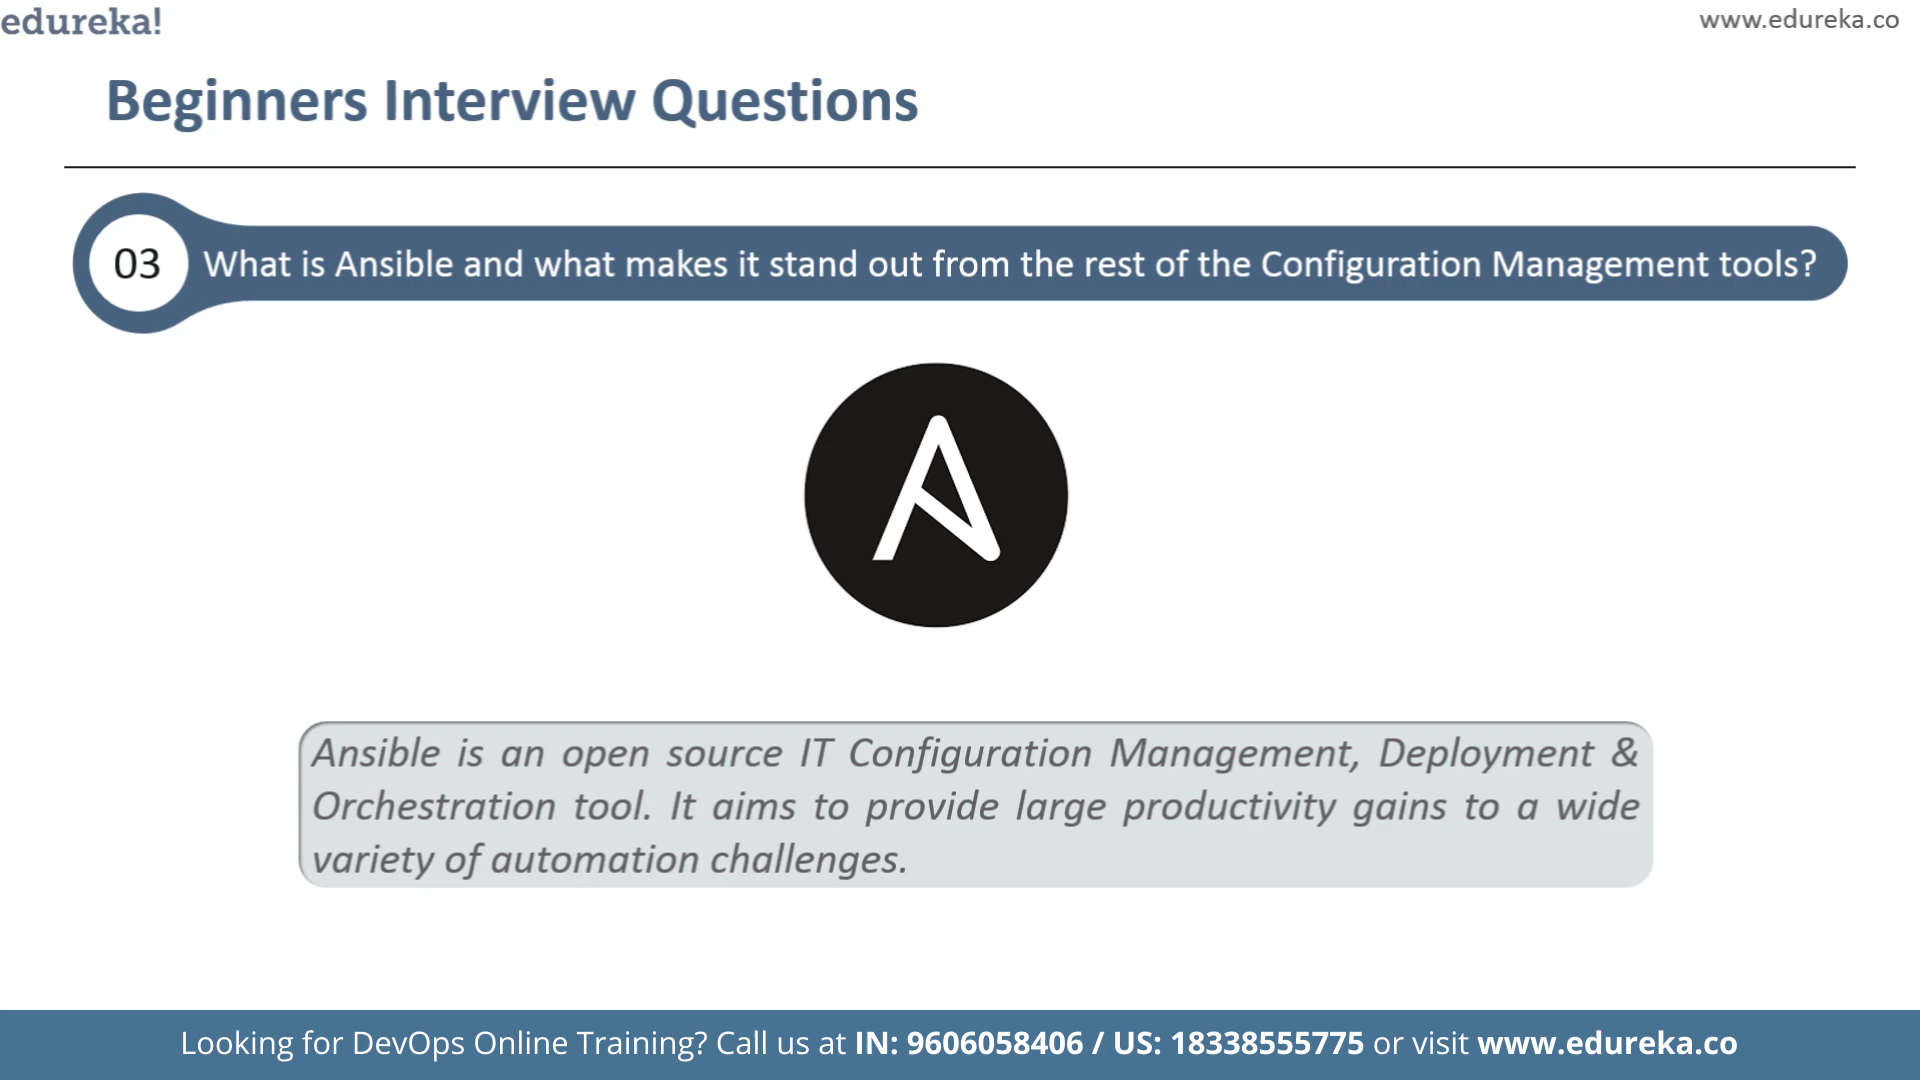 edureka!
www.edureka.co
Beginners Interview Questions
03
What is Ansible and what makes it stand out from the rest of the Configuration Management tools?
Ansible is an open source IT Configuration Management, Deployment &
Orchestration tool. It aims to provide large productivity gains to a wide
variety of automation challenges.
Looking for DevOps Online Training? Call us at IN: 9606058406 / US: 18338555775 or visit www.edureka.co